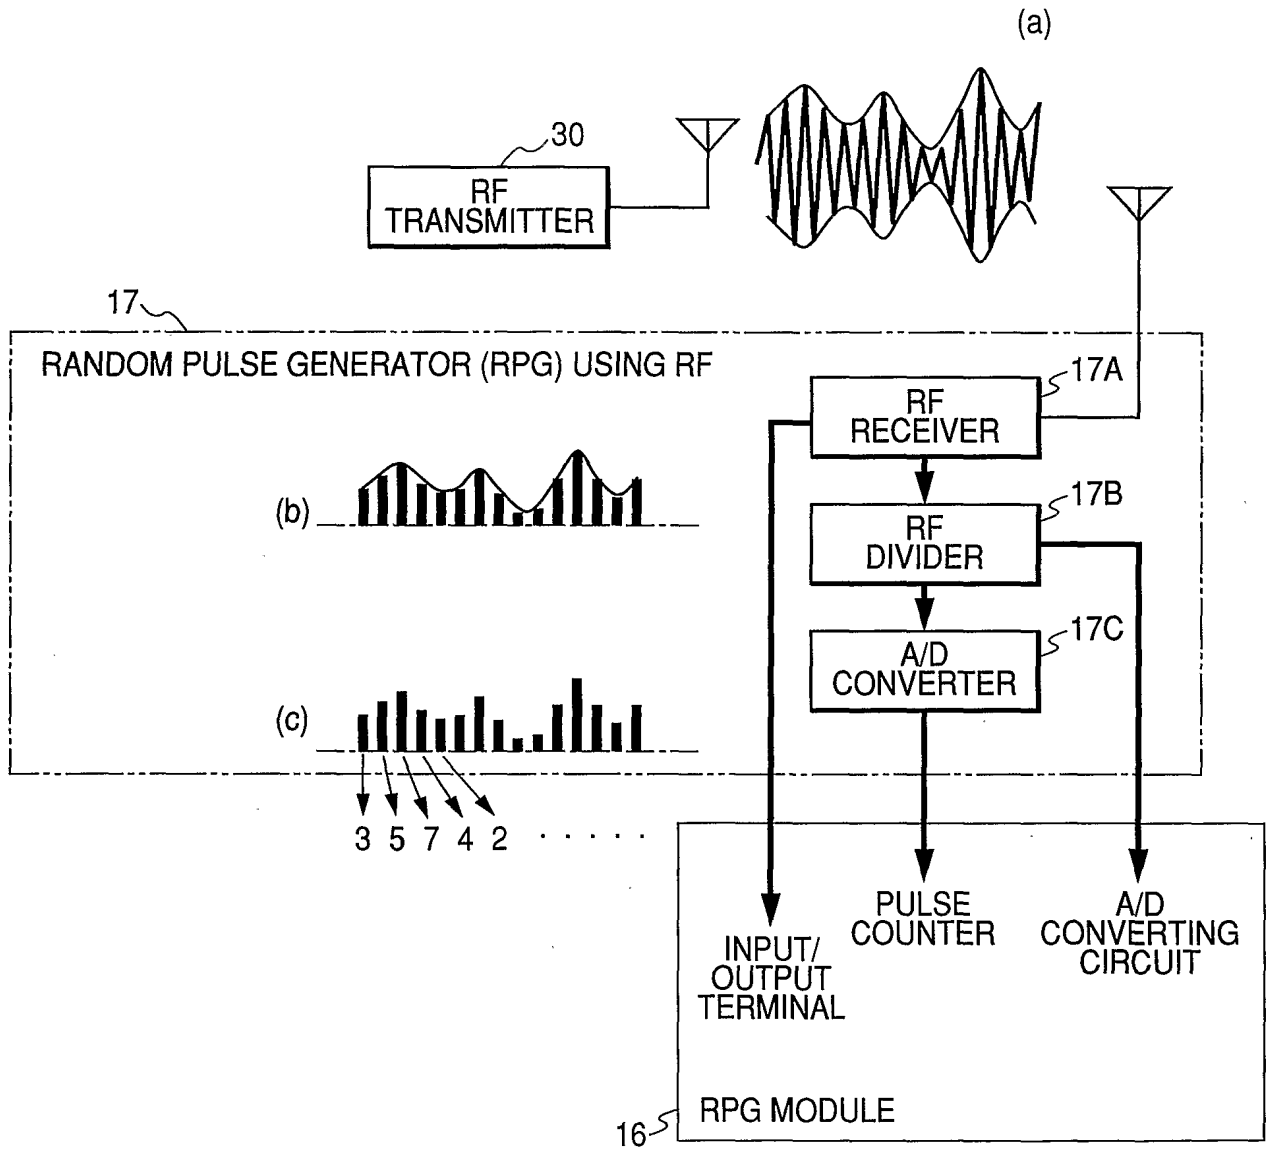 (a)
30
RF
TRANSMITTER
17
RANDOM PULSE GENERATOR (RPG) USING RF
17A
RF
RECEIVER
(b)
17B
RF
DIVIDER
17C
A/D
CONVERTER
(c)
3 5 7 4 2 . . . . .
PULSE
COUNTER
A/D
CONVERTING
CIRCUIT
INPUT/
OUTPUT
TERMINAL
RPG MODULE
16